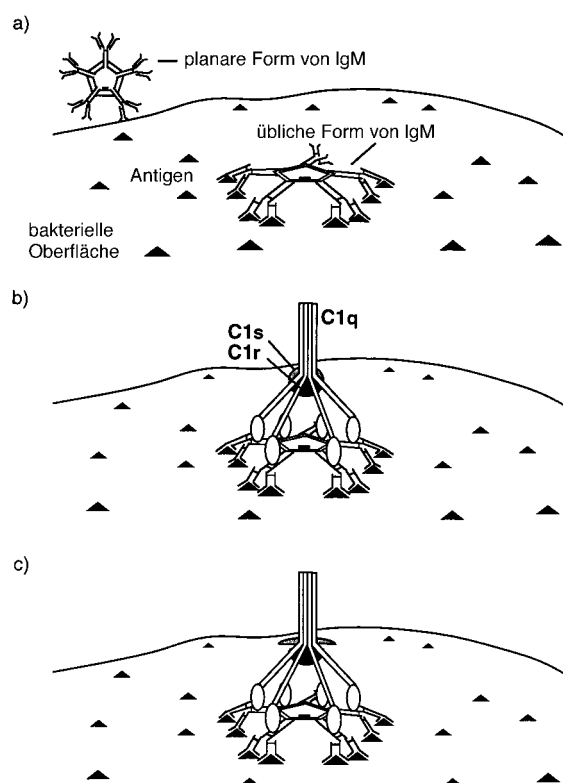 a)
planare Form von IgM
übliche Form von IgM
Antigen
bakterielle
Oberfläche
b)
C1q
C1s
C1r
c)